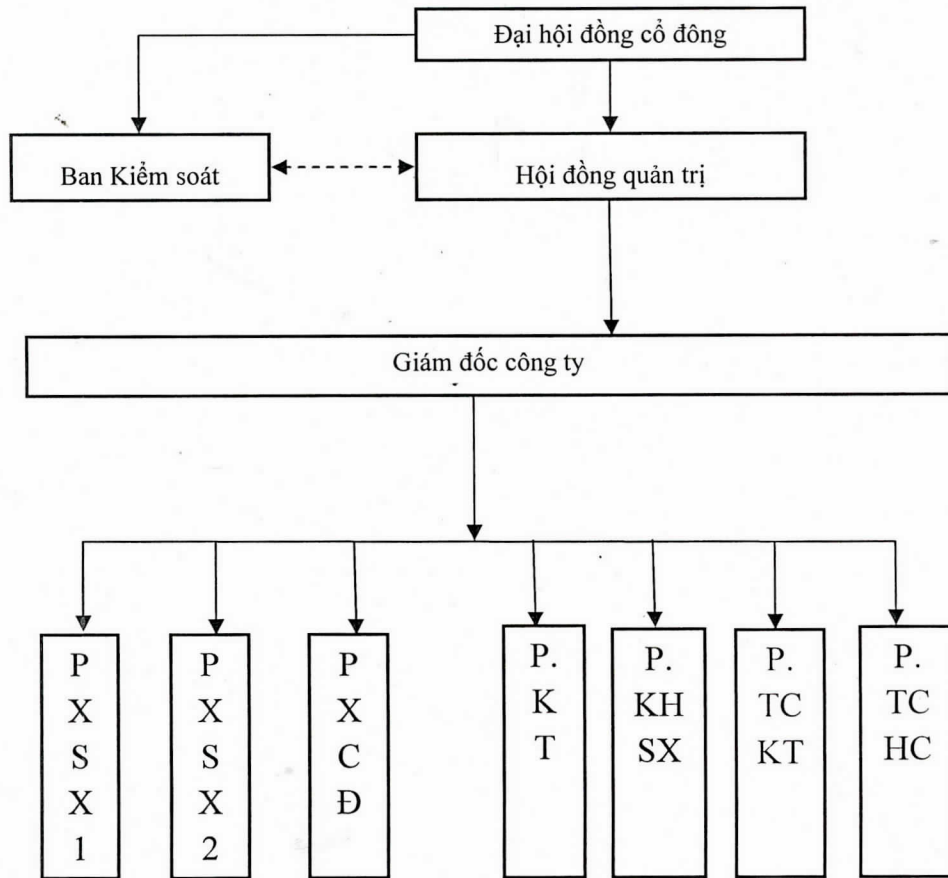 Đại hội đồng cổ đông
Ban Kiểm soát
Hội đồng quản trị
Giám đốc công ty
P
X
S
X
1
P
X
S
X
2
P
X
C
Đ
P.
K
T
P.
KH
SX
P.
TC
KT
P.
TC
HC